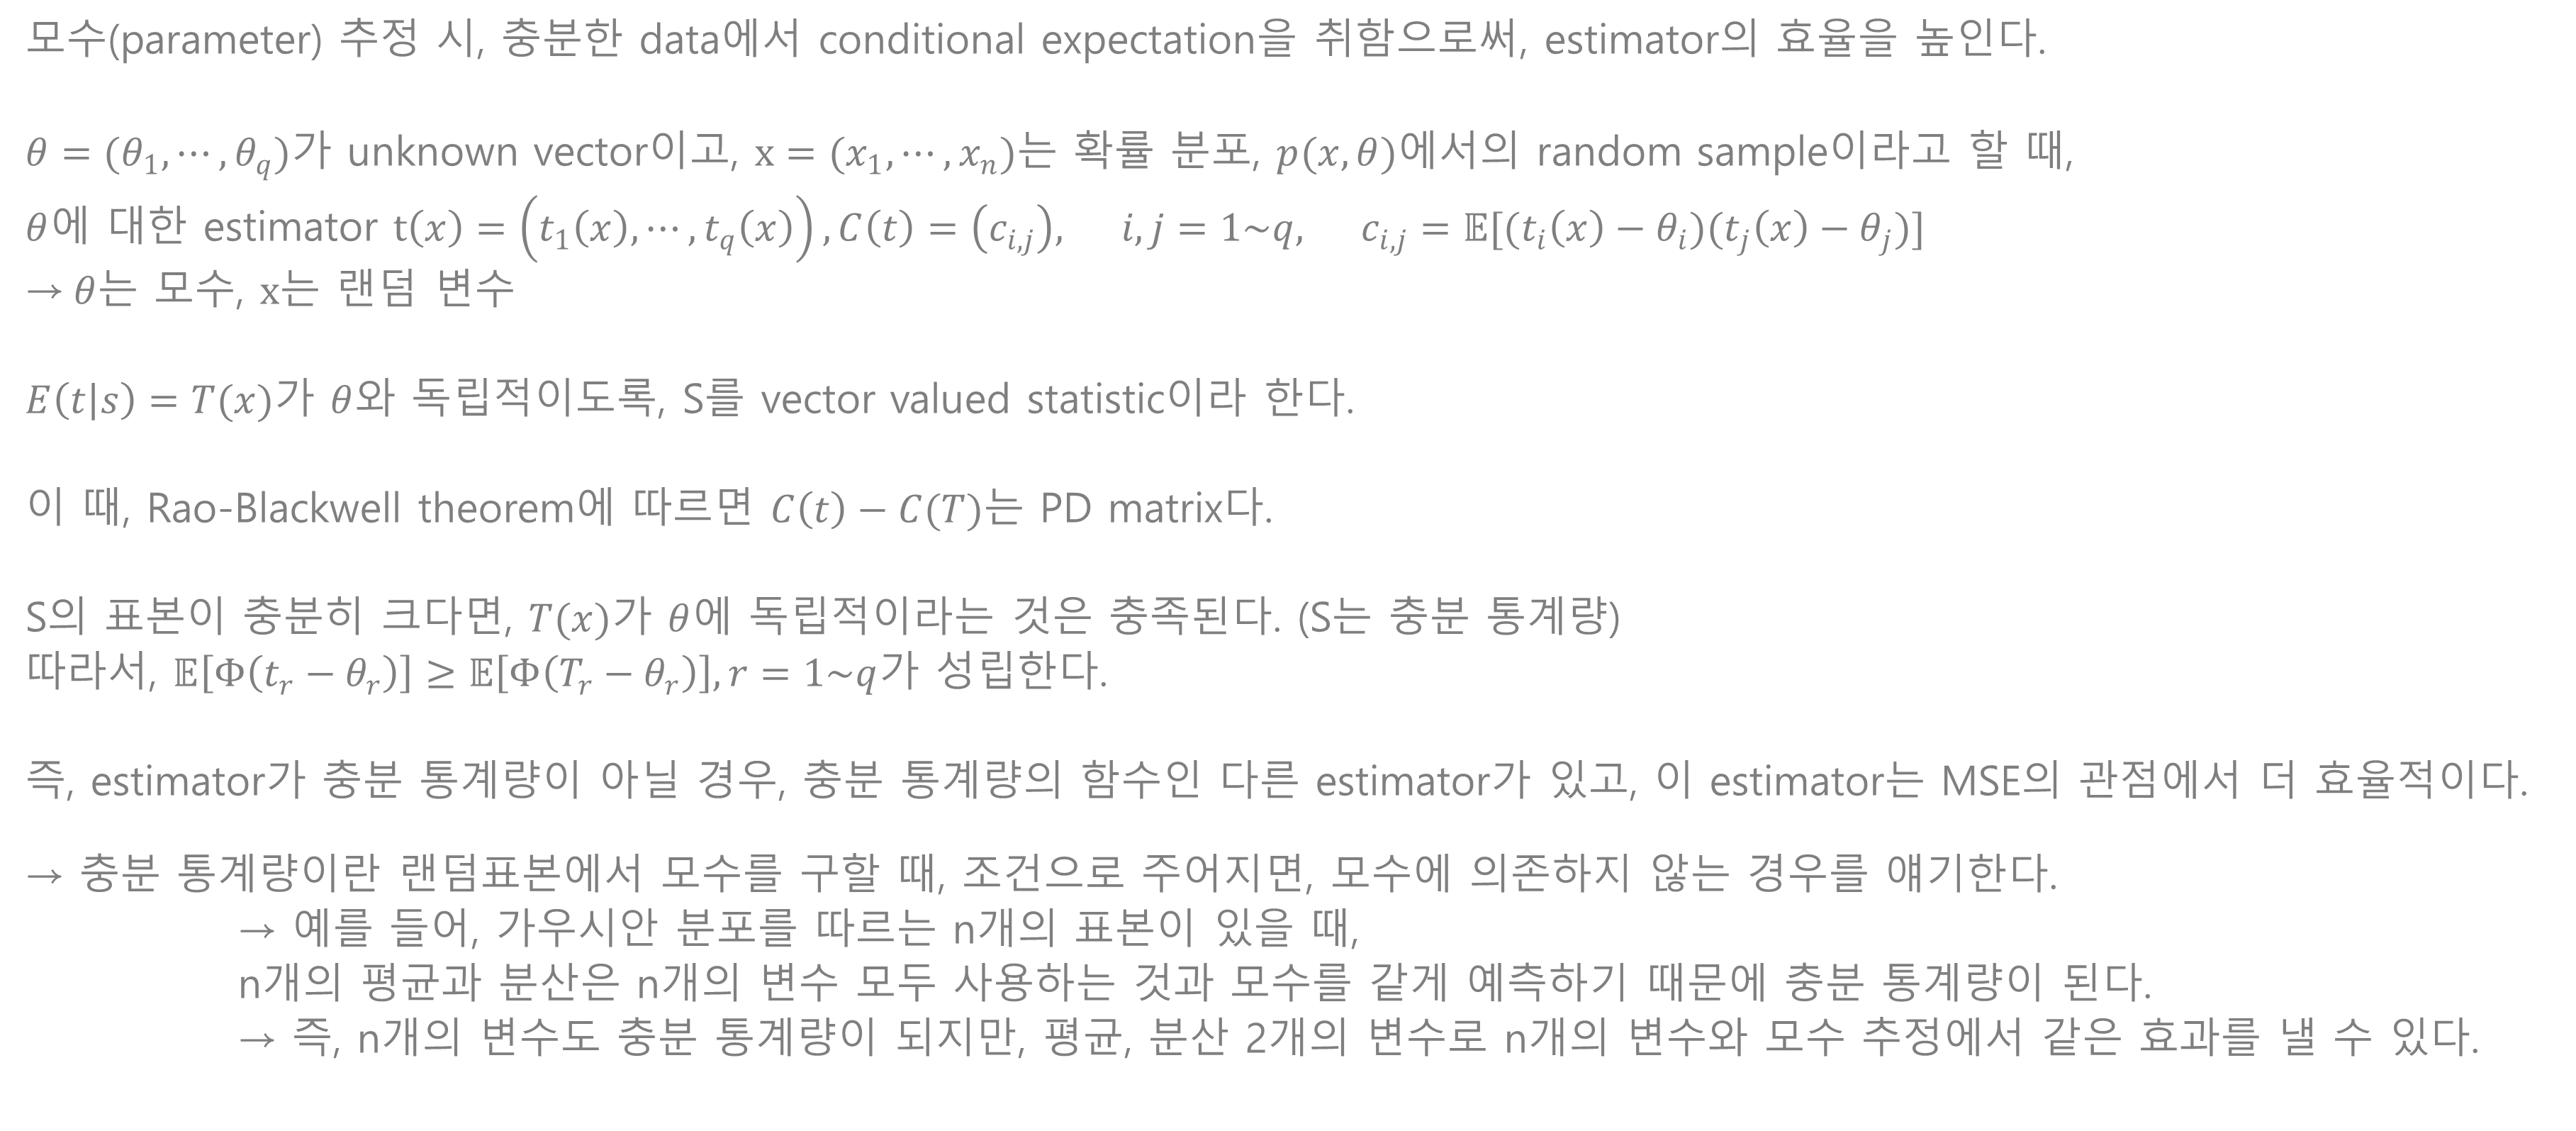 모수(parameter) 추정 시, 충분한 data에서 conditional expectation을 취함으로써, estimator의 효율을 높인다.
θ = (θ₁,⋯,θ_q)가 unknown vector이고, x = (x₁,⋯,xₙ)는 확률 분포, p(x,θ)에서의 random sample이라고 할 때,
θ에 대한 estimator t(x) = (t₁(x),⋯,t_q(x)), C(t) = (c_{i,j}), i,j = 1~q, c_{i,j} = 𝔼[(t_i(x) − θ_i)(t_j(x) − θ_j)]
→ θ는 모수, x는 랜덤 변수
E(t|s) = T(x)가 θ와 독립적이도록, S를 vector valued statistic이라 한다.
이 때, Rao-Blackwell theorem에 따르면 C(t) − C(T)는 PD matrix다.
S의 표본이 충분히 크다면, T(x)가 θ에 독립적이라는 것은 충족된다. (S는 충분 통계량)
따라서, 𝔼[Φ(t_r − θ_r)] ≥ 𝔼[Φ(T_r − θ_r)], r = 1~q가 성립한다.
즉, estimator가 충분 통계량이 아닐 경우, 충분 통계량의 함수인 다른 estimator가 있고, 이 estimator는 MSE의 관점에서 더 효율적이다.
→ 충분 통계량이란 랜덤표본에서 모수를 구할 때, 조건으로 주어지면, 모수에 의존하지 않는 경우를 얘기한다.
→ 예를 들어, 가우시안 분포를 따르는 n개의 표본이 있을 때,
n개의 평균과 분산은 n개의 변수 모두 사용하는 것과 모수를 같게 예측하기 때문에 충분 통계량이 된다.
→ 즉, n개의 변수도 충분 통계량이 되지만, 평균, 분산 2개의 변수로 n개의 변수와 모수 추정에서 같은 효과를 낼 수 있다.